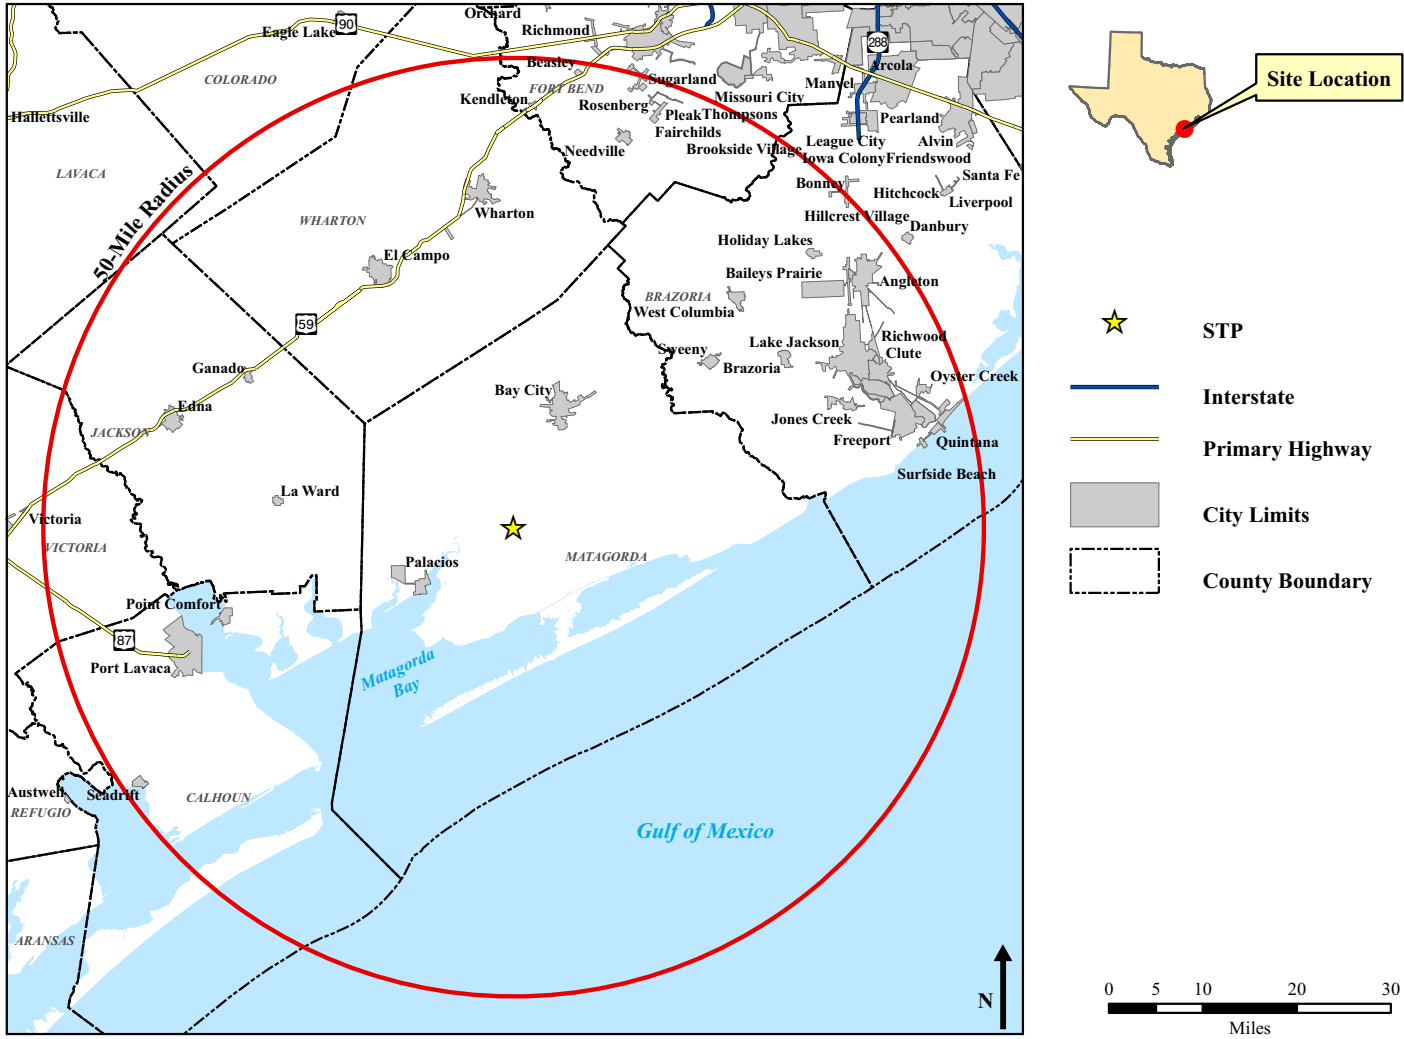 Orchard
90
Eagle Lake
Richmond
288
COLORADO
Beasley
Arcola
Sugarland
Manvel
FORT BEND
Kendleton
Rosenberg
Missouri City
Hallettsville
Pleak
Thompsons
Pearland
Fairchilds
Needville
Brookside Village
League City
Alvin
Iowa Colony
Friendswood
LAVACA
Santa Fe
Bonney
Hitchcock
Liverpool
50-Mile Radius
WHARTON
Wharton
Hillcrest Village
Danbury
Holiday Lakes
El Campo
Baileys Prairie
Angleton
BRAZORIA
West Columbia
59
Richwood
Lake Jackson
Sweeny
Clute
Ganado
Brazoria
Oyster Creek
Bay City
Edna
Jones Creek
JACKSON
Freeport
Quintana
Surfside Beach
La Ward
Victoria
VICTORIA
MATAGORDA
Palacios
Point Comfort
87
Port Lavaca
Matagorda
Bay
Austwell
Seadrift
CALHOUN
REFUGIO
Gulf of Mexico
ARANSAS
N
Site Location
STP
Interstate
Primary Highway
City Limits
County Boundary
0 5 10 20 30
Miles